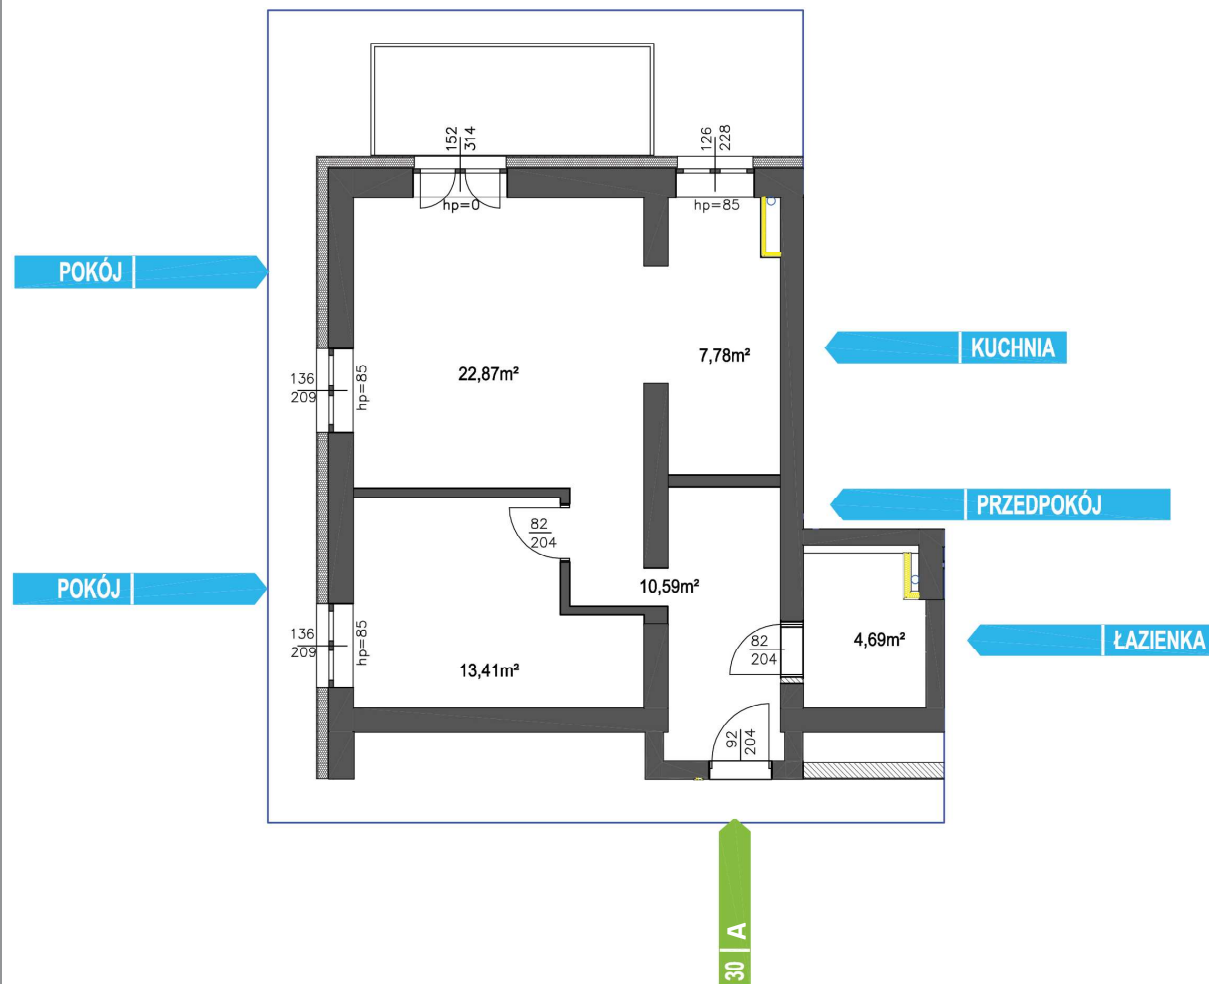 152
314
126
228
hp=0
hp=85
POKÓJ
KUCHNIA
7,78m²
22,87m²
136
209
hp=85
PRZEDPOKÓJ
82
204
POKÓJ
10,59m²
136
209
hp=85
82
204
4,69m²
ŁAZIENKA
13,41m²
92
204
30 | A